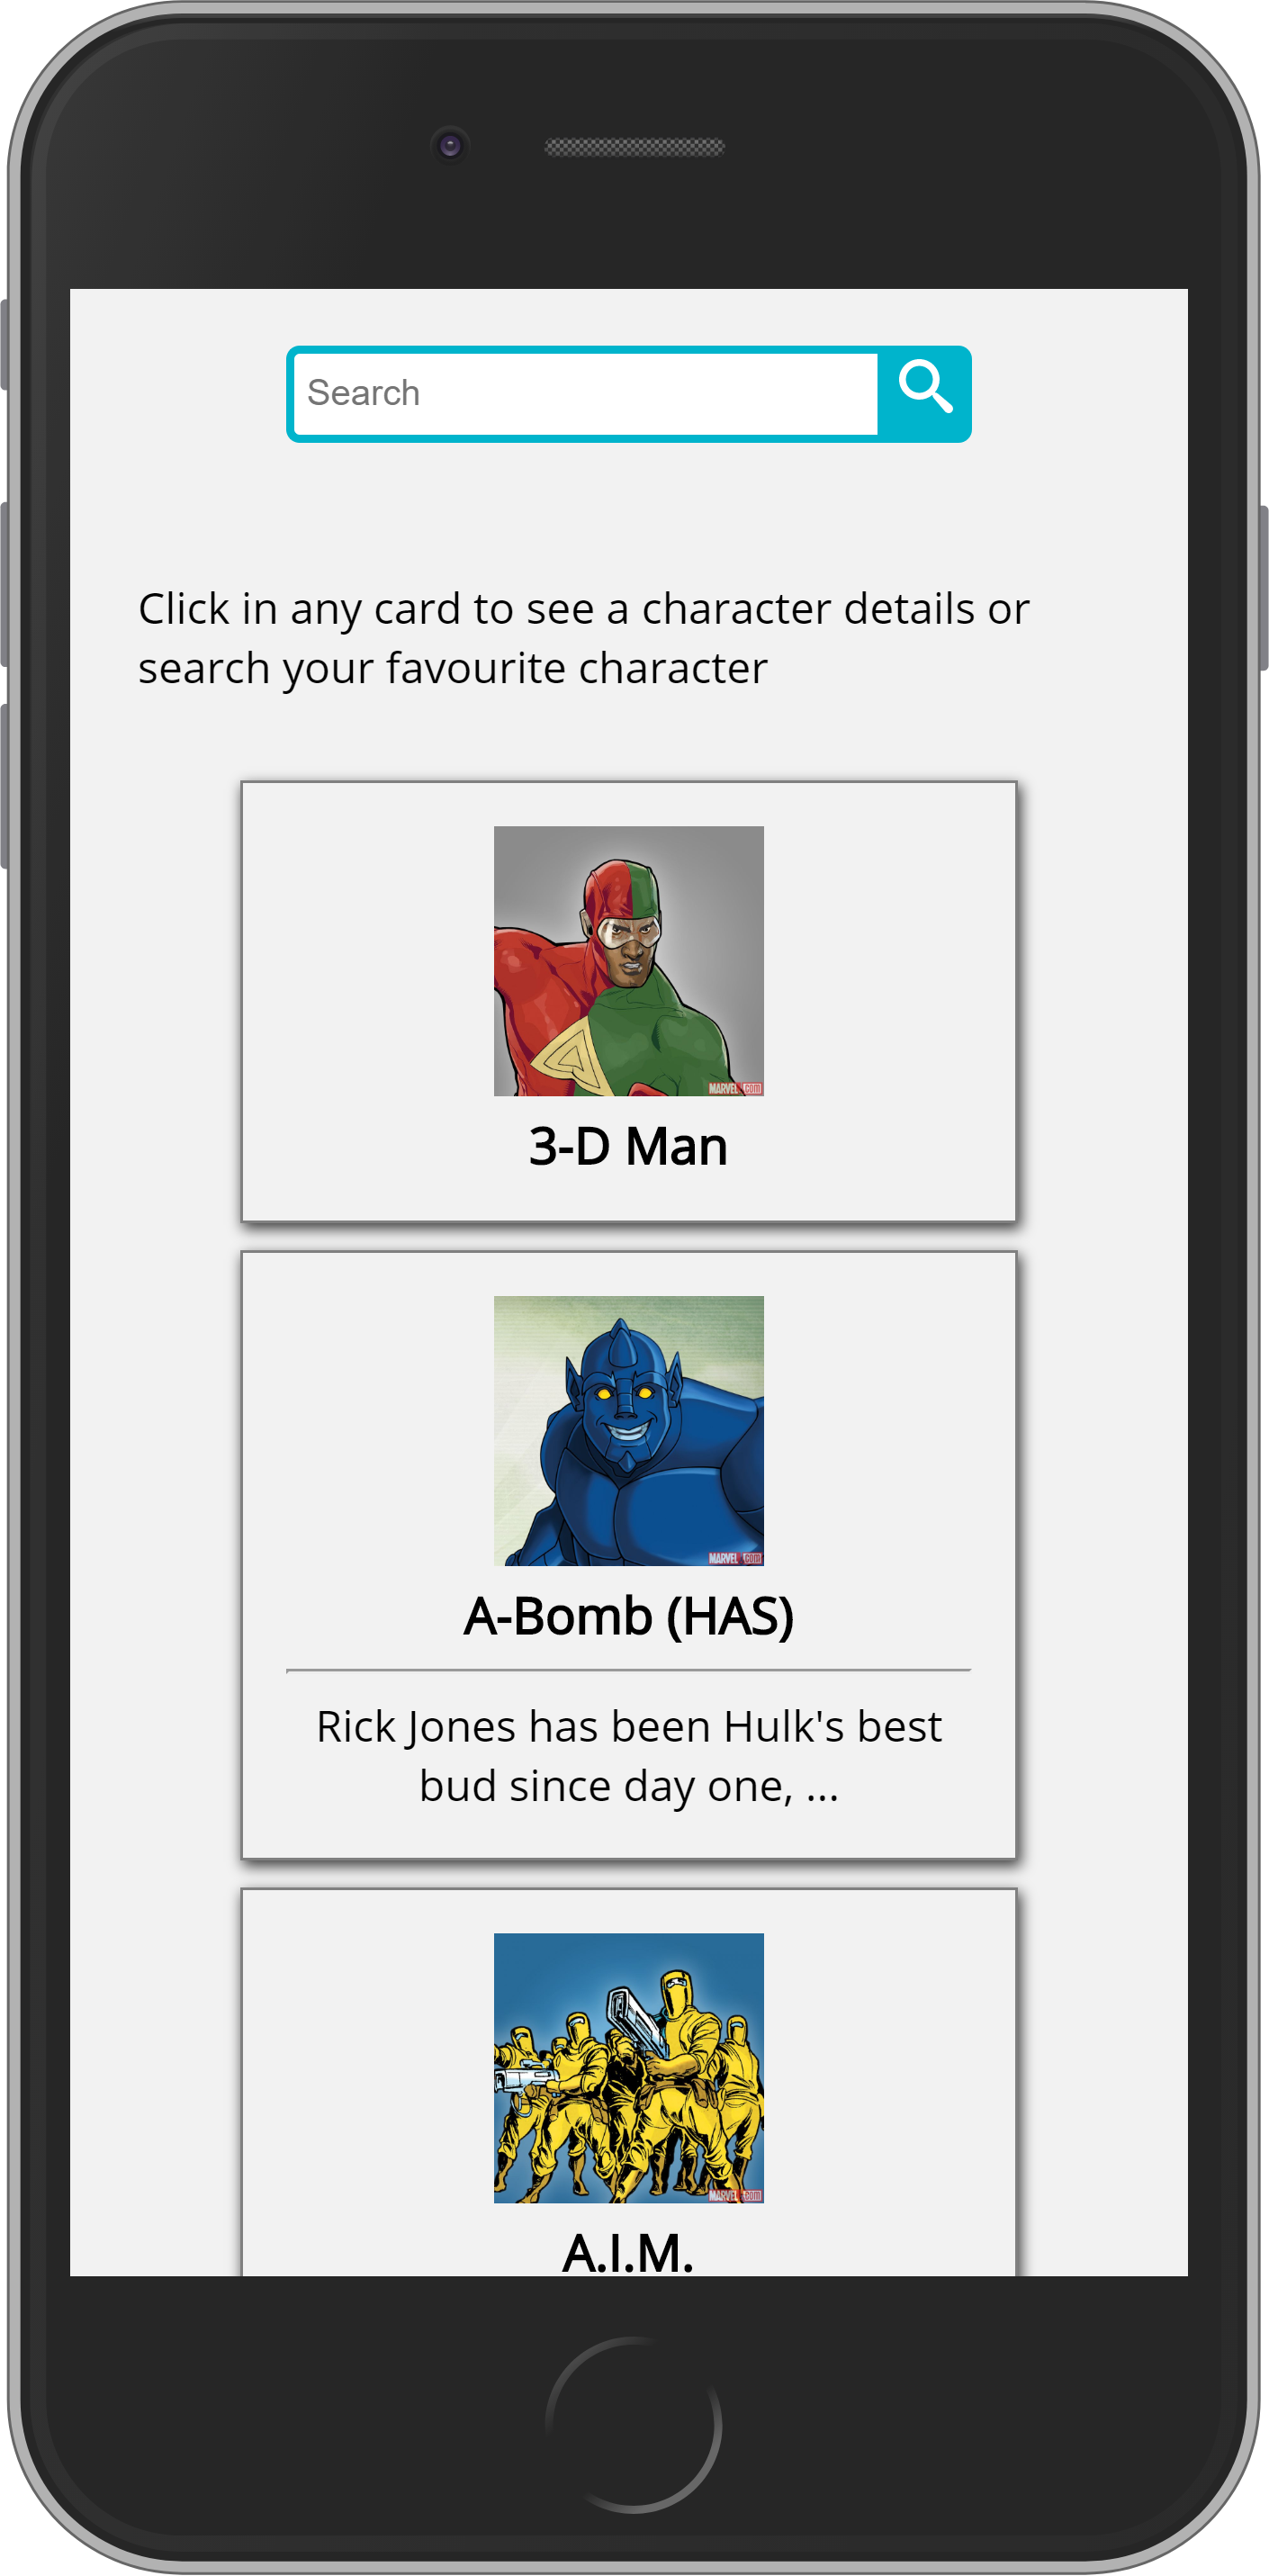 Search
Click in any card to see a character details or
search your favourite character
MARVEL.com
3-D Man
MARVEL.com
A-Bomb (HAS)
Rick Jones has been Hulk's best
bud since day one, ...
MARVEL.com
A.I.M.